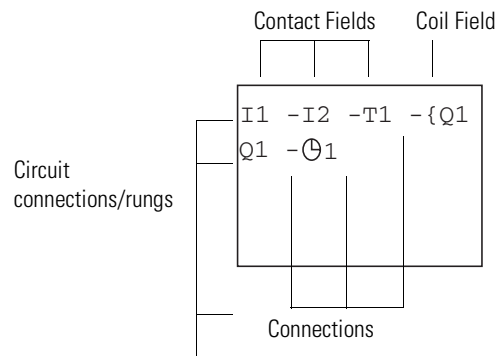 Contact Fields Coil Field
I1 -I2 -T1 -{Q1
Q1 -🕒1
Circuit
connections/rungs
Connections